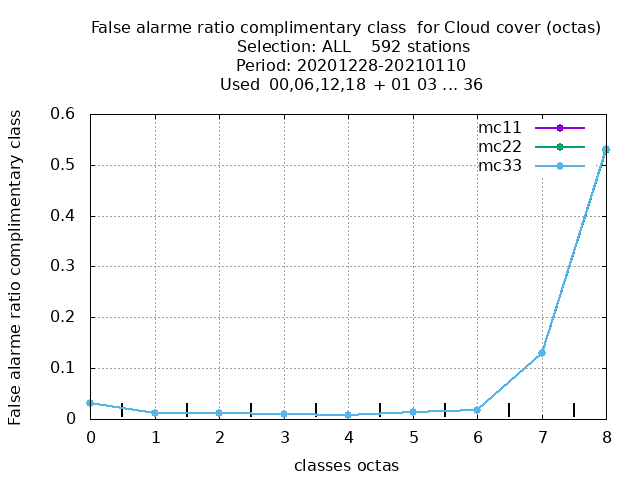 False alarme ratio complimentary class  for Cloud cover (octas)
Selection: ALL    592 stations
Period: 20201228-20210110
Used  00,06,12,18  + 01 03 ... 36
mc11
mc22
mc33
False alarme ratio complimentary class
0.6
0.5
0.4
0.3
0.2
0.1
0
0 1 2 3 4 5 6 7 8
classes octas